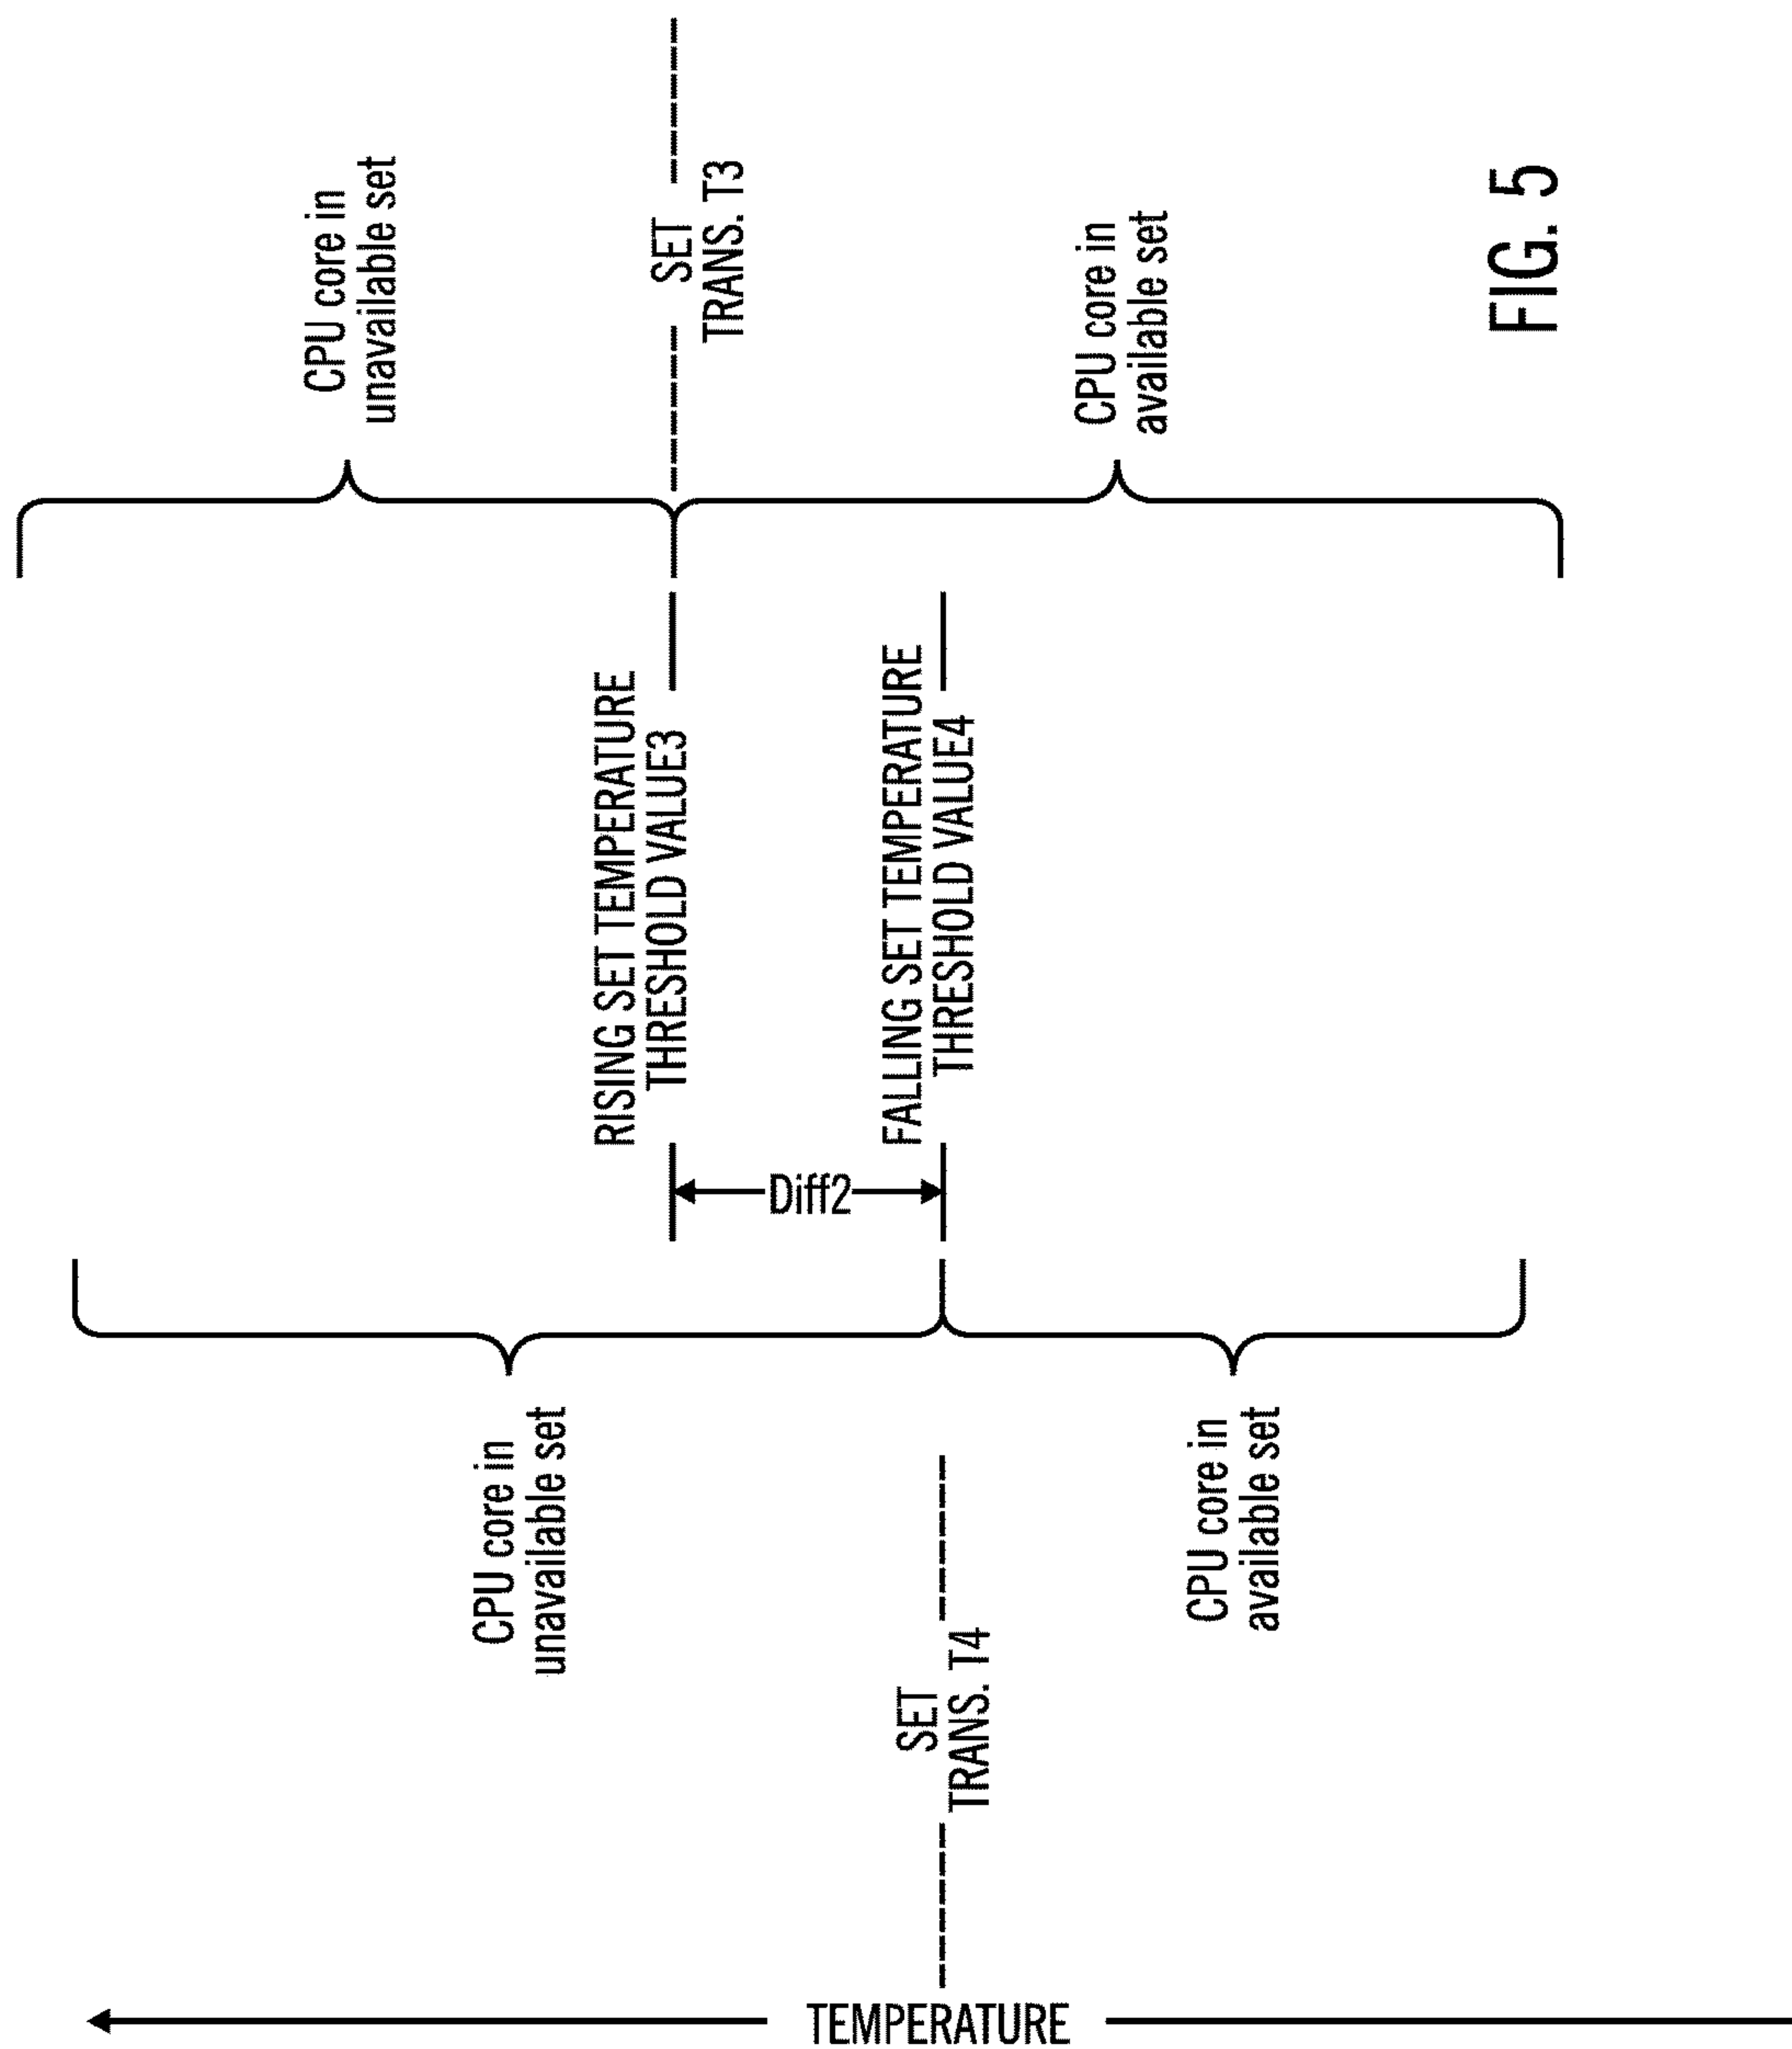 CPU core in
unavailable set
SET
TRANS. T3
CPU core in
available set
RISING SET TEMPERATURE
THRESHOLD VALUE3
FALLING SET TEMPERATURE
THRESHOLD VALUE4
Diff2
CPU core in
unavailable set
SET
TRANS. T4
CPU core in
available set
TEMPERATURE
FIG. 5